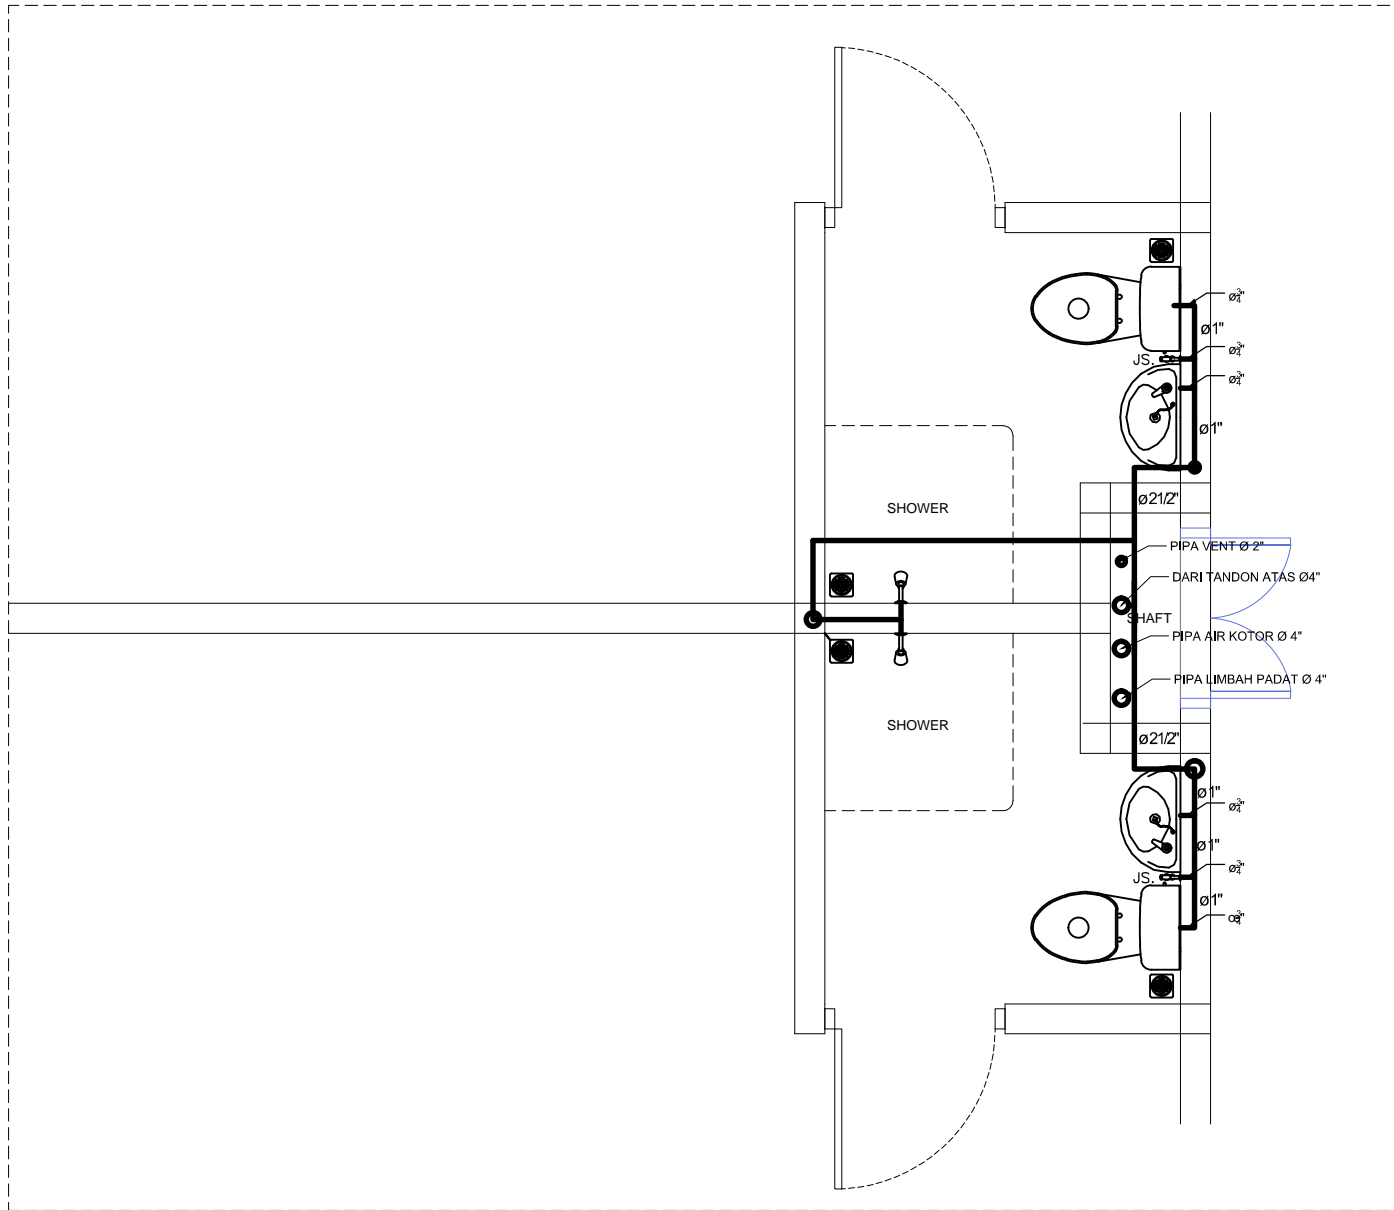 ø3/4"
ø1"
ø3/4"
JS.
ø3/4"
ø1"
ø21/2"
SHOWER
PIPA VENT Ø 2"
DARI TANDON ATAS Ø4"
SHAFT
PIPA AIR KOTOR Ø 4"
PIPA LIMBAH PADAT Ø 4"
SHOWER
ø21/2"
ø1"
ø3/4"
ø1"
ø3/4"
JS.
ø1"